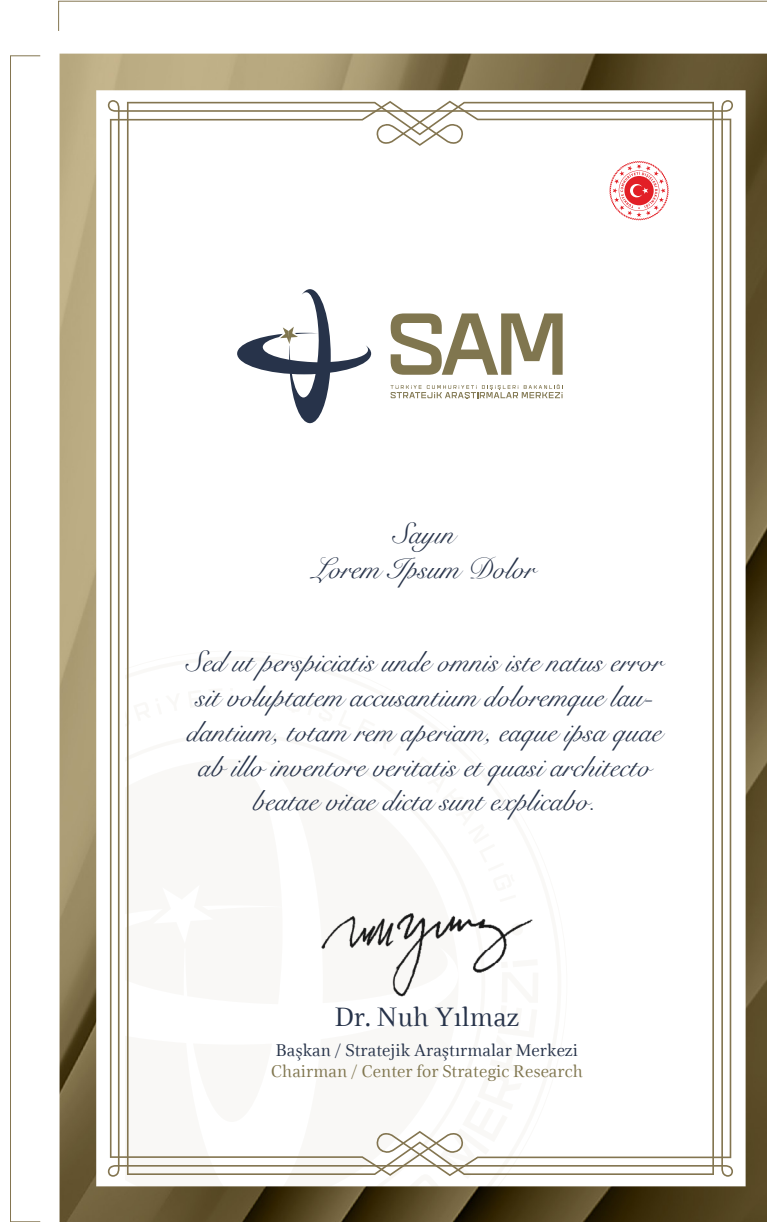 SAM
TÜRKİYE CUMHURİYETİ DIŞİŞLERİ BAKANLIĞI
STRATEJİK ARAŞTIRMALAR MERKEZİ
Sayın
Lorem Ipsum Dolor
Sed ut perspiciatis unde omnis iste natus error
sit voluptatem accusantium doloremque lau-
dantium, totam rem aperiam, eaque ipsa quae
ab illo inventore veritatis et quasi architecto
beatae vitae dicta sunt explicabo.
Dr. Nuh Yılmaz
Başkan / Stratejik Araştırmalar Merkezi
Chairman / Center for Strategic Research